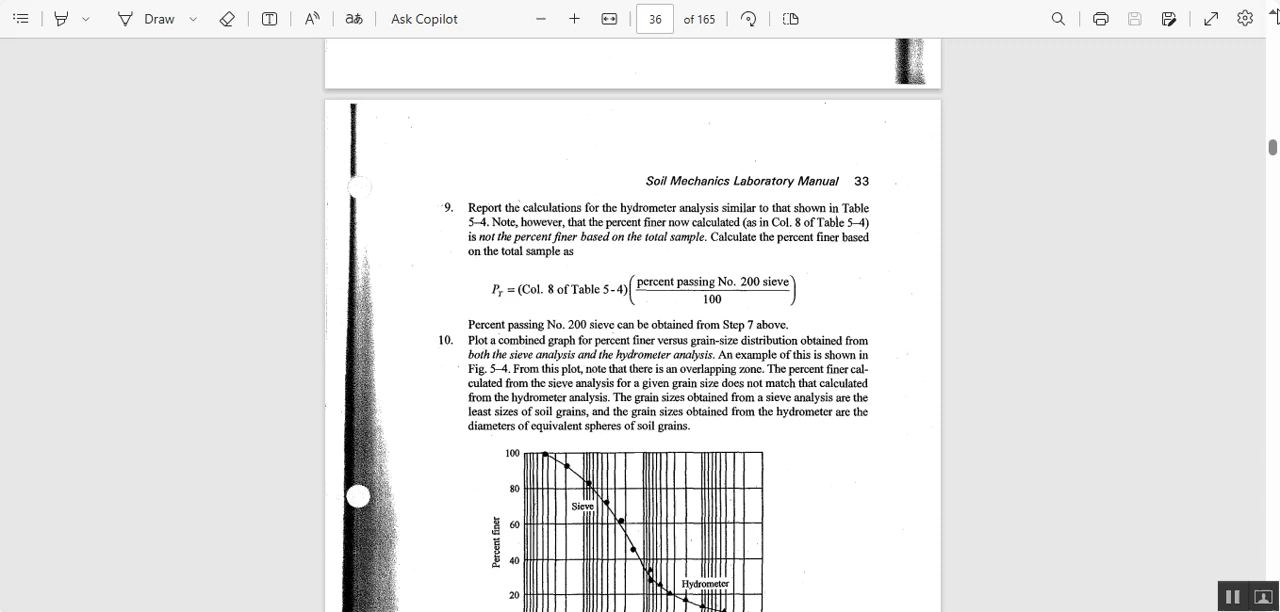 Draw
Ask Copilot
36 of 165
Soil Mechanics Laboratory Manual 33
9. Report the calculations for the hydrometer analysis similar to that shown in Table
5–4. Note, however, that the percent finer now calculated (as in Col. 8 of Table 5–4)
is not the percent finer based on the total sample. Calculate the percent finer based
on the total sample as
P_T = (Col. 8 of Table 5-4) (percent passing No. 200 sieve
100)
Percent passing No. 200 sieve can be obtained from Step 7 above.
10. Plot a combined graph for percent finer versus grain-size distribution obtained from
both the sieve analysis and the hydrometer analysis. An example of this is shown in
Fig. 5–4. From this plot, note that there is an overlapping zone. The percent finer cal-
culated from the sieve analysis for a given grain size does not match that calculated
from the hydrometer analysis. The grain sizes obtained from a sieve analysis are the
least sizes of soil grains, and the grain sizes obtained from the hydrometer are the
diameters of equivalent spheres of soil grains.
100
80
Sieve
60
Percent finer
40
Hydrometer
20